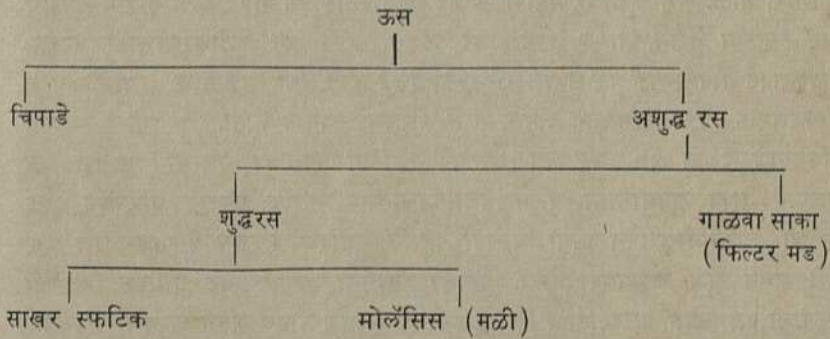 ऊस
चिपाडे अशुद्ध रस
शुद्धरस गाळवा साका
(फिल्टर मड)
साखर स्फटिक मोलॅसिस (मळी)